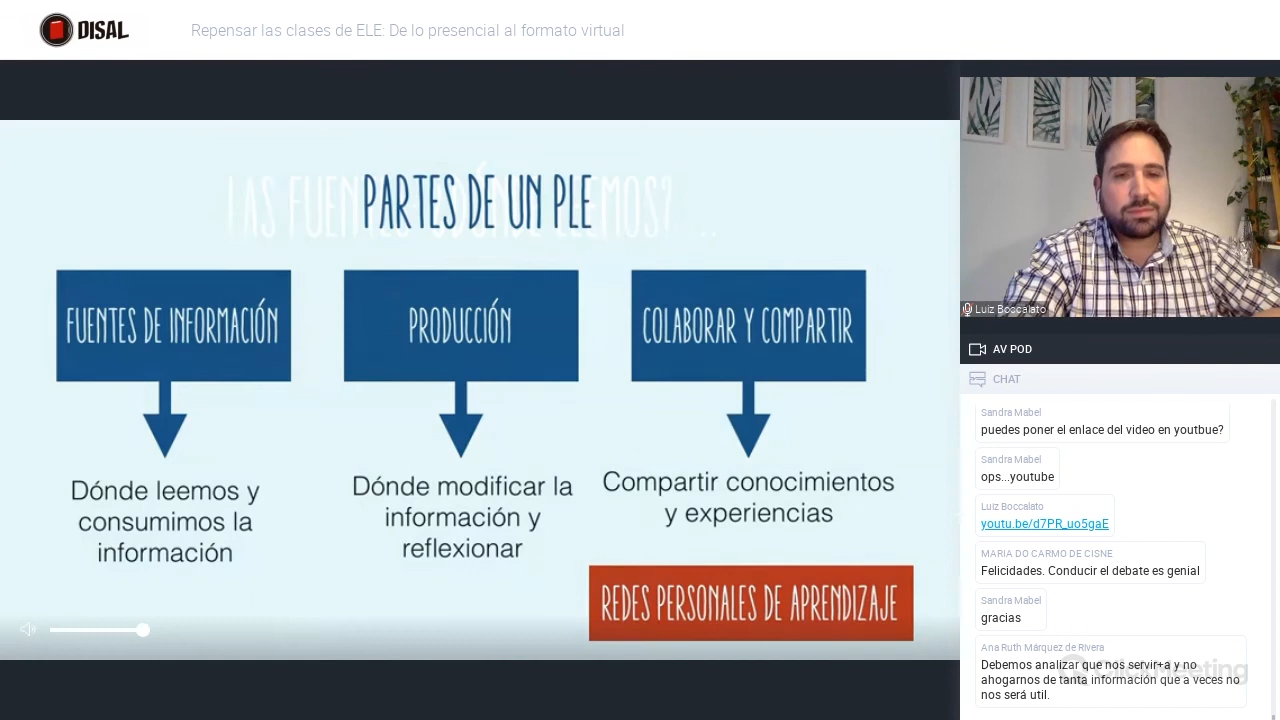 DISAL
Repensar las clases de ELE: De lo presencial al formato virtual
PARTES DE UN PLE
FUENTES DE INFORMACIÓN
PRODUCCIÓN
COLABORAR Y COMPARTIR
Dónde leemos y
consumimos la
información
Dónde modificar la
información y
reflexionar
Compartir conocimientos
y experiencias
REDES PERSONALES DE APRENDIZAJE
Luiz Boccalato
AV POD
CHAT
Sandra Mabel
puedes poner el enlace del video en youtbue?
Sandra Mabel
ops...youtube
Luiz Boccalato
youtu.be/d7PR_uo5gaE
MARIA DO CARMO DE CISNE
Felicidades. Conducir el debate es genial
Sandra Mabel
gracias
Ana Ruth Márquez de Rivera
Debemos analizar que nos servir+a y no
ahogarnos de tanta información que a veces no
nos será util.
ClickMeeting